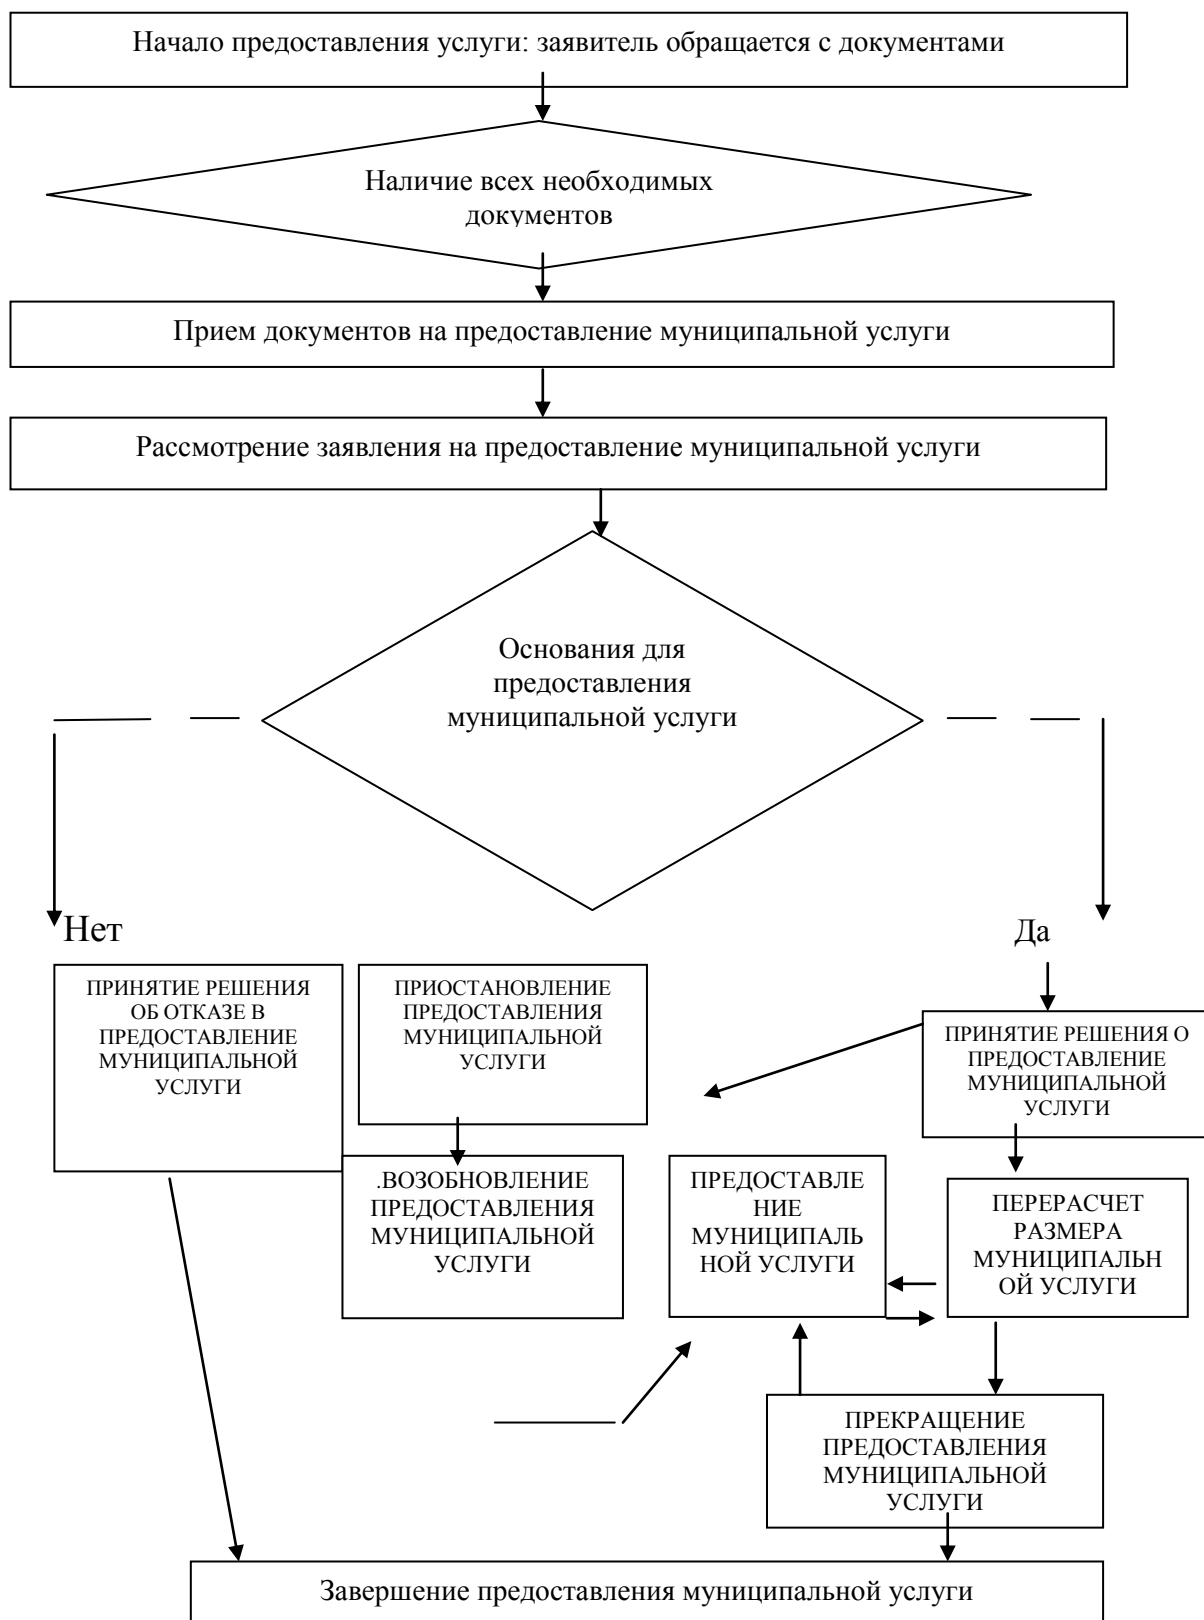 Начало предоставления услуги: заявитель обращается с документами
Наличие всех необходимых
документов
Прием документов на предоставление муниципальной услуги
Рассмотрение заявления на предоставление муниципальной услуги
Основания для
предоставления
муниципальной услуги
Нет
Да
ПРИНЯТИЕ РЕШЕНИЯ
ОБ ОТКАЗЕ В
ПРЕДОСТАВЛЕНИЕ
МУНИЦИПАЛЬНОЙ
УСЛУГИ
ПРИОСТАНОВЛЕНИЕ
ПРЕДОСТАВЛЕНИЯ
МУНИЦИПАЛЬНОЙ
УСЛУГИ
ПРИНЯТИЕ РЕШЕНИЯ О
ПРЕДОСТАВЛЕНИЕ
МУНИЦИПАЛЬНОЙ
УСЛУГИ
.ВОЗОБНОВЛЕНИЕ
ПРЕДОСТАВЛЕНИЯ
МУНИЦИПАЛЬНОЙ
УСЛУГИ
ПРЕДОСТАВЛЕ
НИЕ
МУНИЦИПАЛЬ
НОЙ УСЛУГИ
ПЕРЕРАСЧЕТ
РАЗМЕРА
МУНИЦИПАЛЬН
ОЙ УСЛУГИ
ПРЕКРАЩЕНИЕ
ПРЕДОСТАВЛЕНИЯ
МУНИЦИПАЛЬНОЙ
УСЛУГИ
Завершение предоставления муниципальной услуги